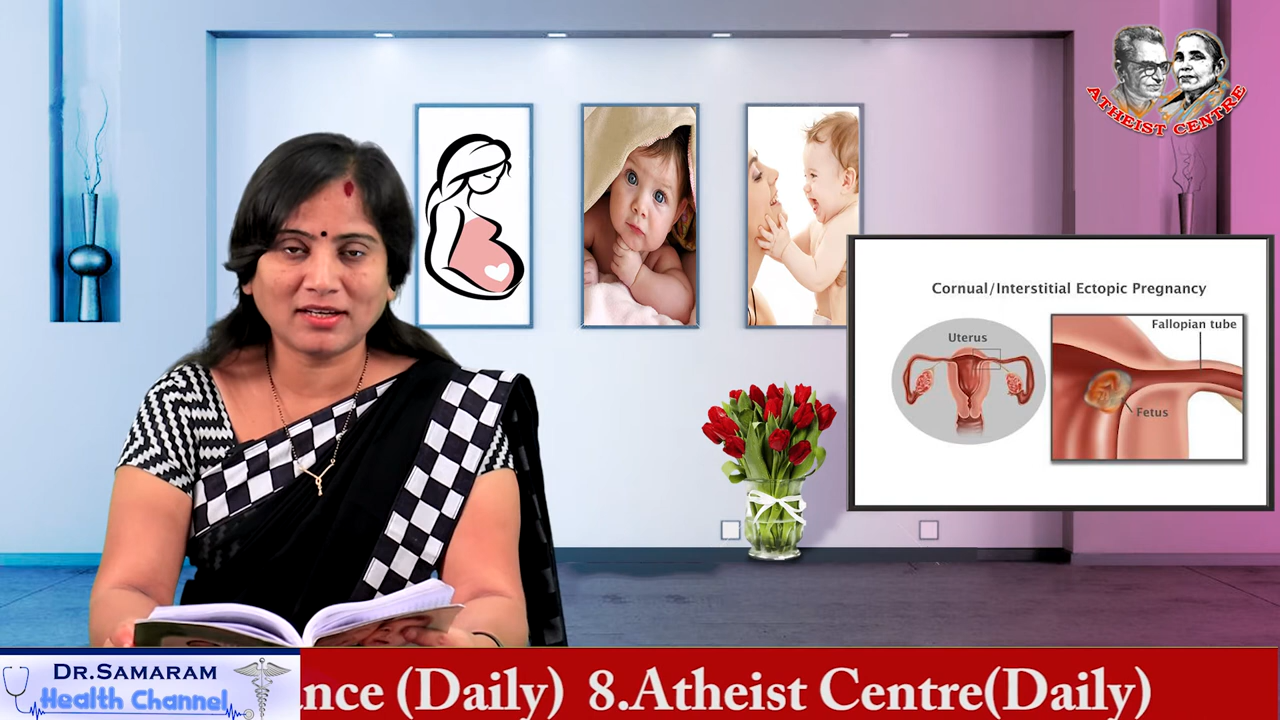 ATHEIST CENTRE
Cornual/Interstitial Ectopic Pregnancy
Uterus
Fallopian tube
Fetus
DR.SAMARAM
Health Channel
nce (Daily) 8.Atheist Centre(Daily)